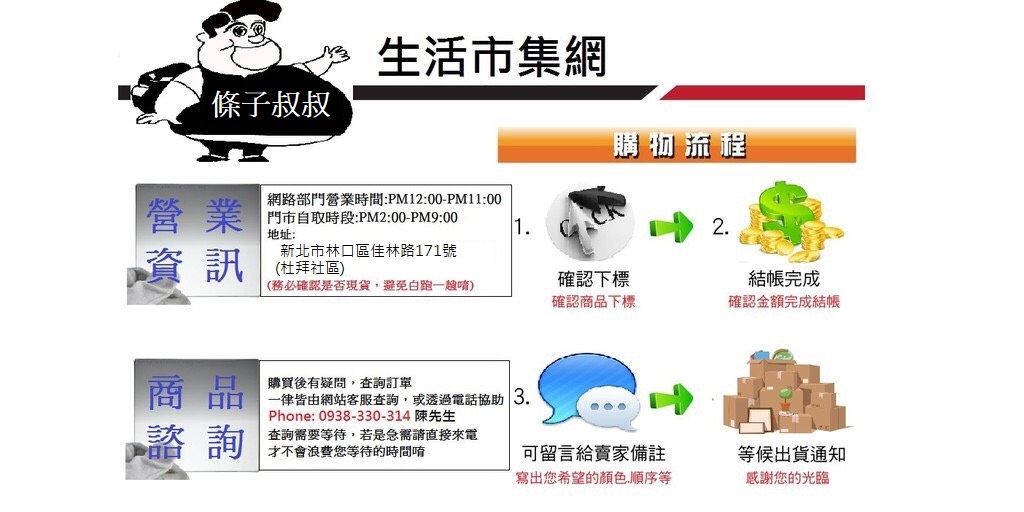 生活市集網
條子叔叔
購物流程
營業
資訊
網路部門營業時間:PM12:00-PM11:00
門市自取時段:PM2:00-PM9:00
地址:
新北市林口區佳林路171號
(杜拜社區)
(務必確認是否現貨，避免白跑一趟唷)
1.
CLICK
確認下標
確認商品下標
2.
$
結帳完成
確認金額完成結帳
商品
諮詢
購買後有疑問，查詢訂單
一律皆由網站客服查詢，或透過電話協助
Phone: 0938-330-314 陳先生
查詢需要等待，若是急需請直接來電
才不會浪費您等待的時間唷
3.
可留言給賣家備註
寫出您希望的顏色.順序等
等候出貨通知
感謝您的光臨